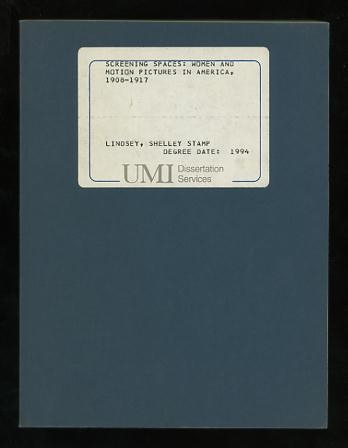 SCREENING SPACES: WOMEN AND
MOTION PICTURES IN AMERICA,
1908-1917
LINDSEY, SHELLEY STAMP
DEGREE DATE: 1994
UMI Dissertation
Services